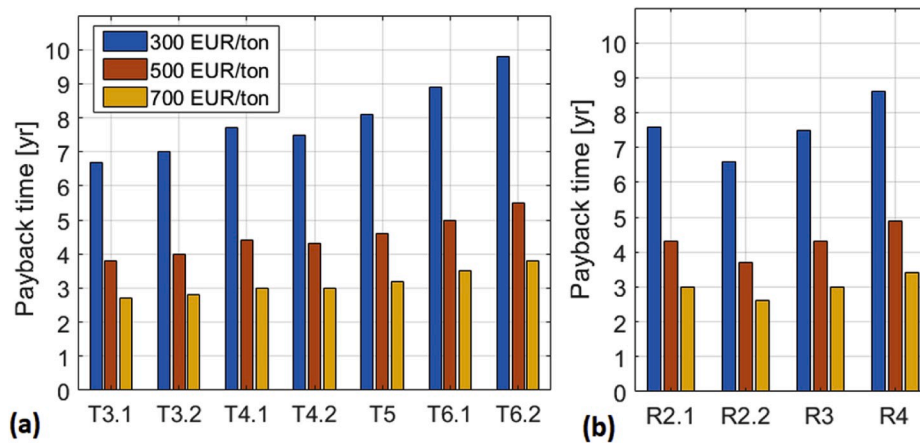 Payback time [yr]
10
9
8
7
6
5
4
3
2
1
0
300 EUR/ton
500 EUR/ton
700 EUR/ton
T3.1 T3.2 T4.1 T4.2 T5 T6.1 T6.2
(a)
Payback time [yr]
10
9
8
7
6
5
4
3
2
1
0
R2.1 R2.2 R3 R4
(b)